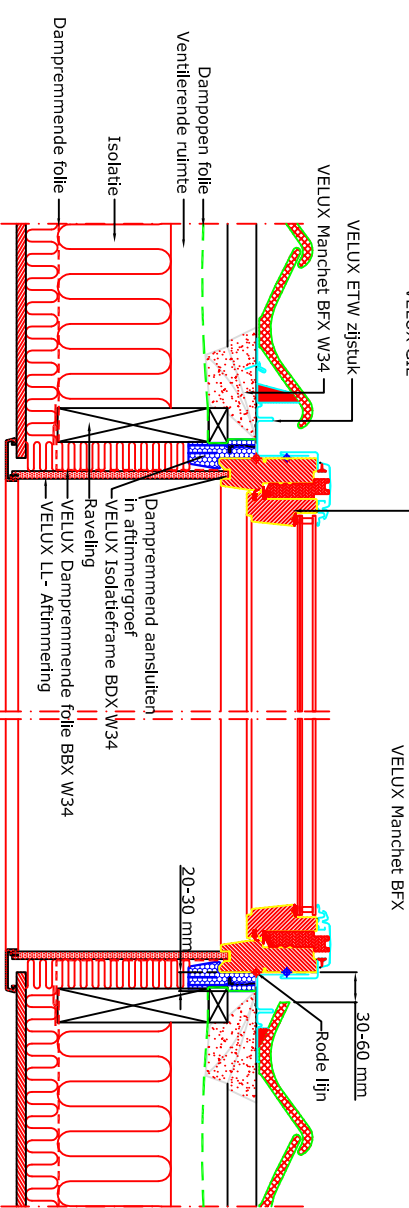 VELUX ETW zijstuk
VELUX Manchet BFX W34
Dampopen folie
Ventilerende ruimte
Isolatie
Dampremmende folie
Dampremmend aansluiten
in aftimmergroef
VELUX Isolatieframe BDX W34
Raveling
VELUX Dampremmende folie BBX W34
VELUX LL- Aftimmering
VELUX Manchet BFX
30-60 mm
Rode lijn
20-30 mm